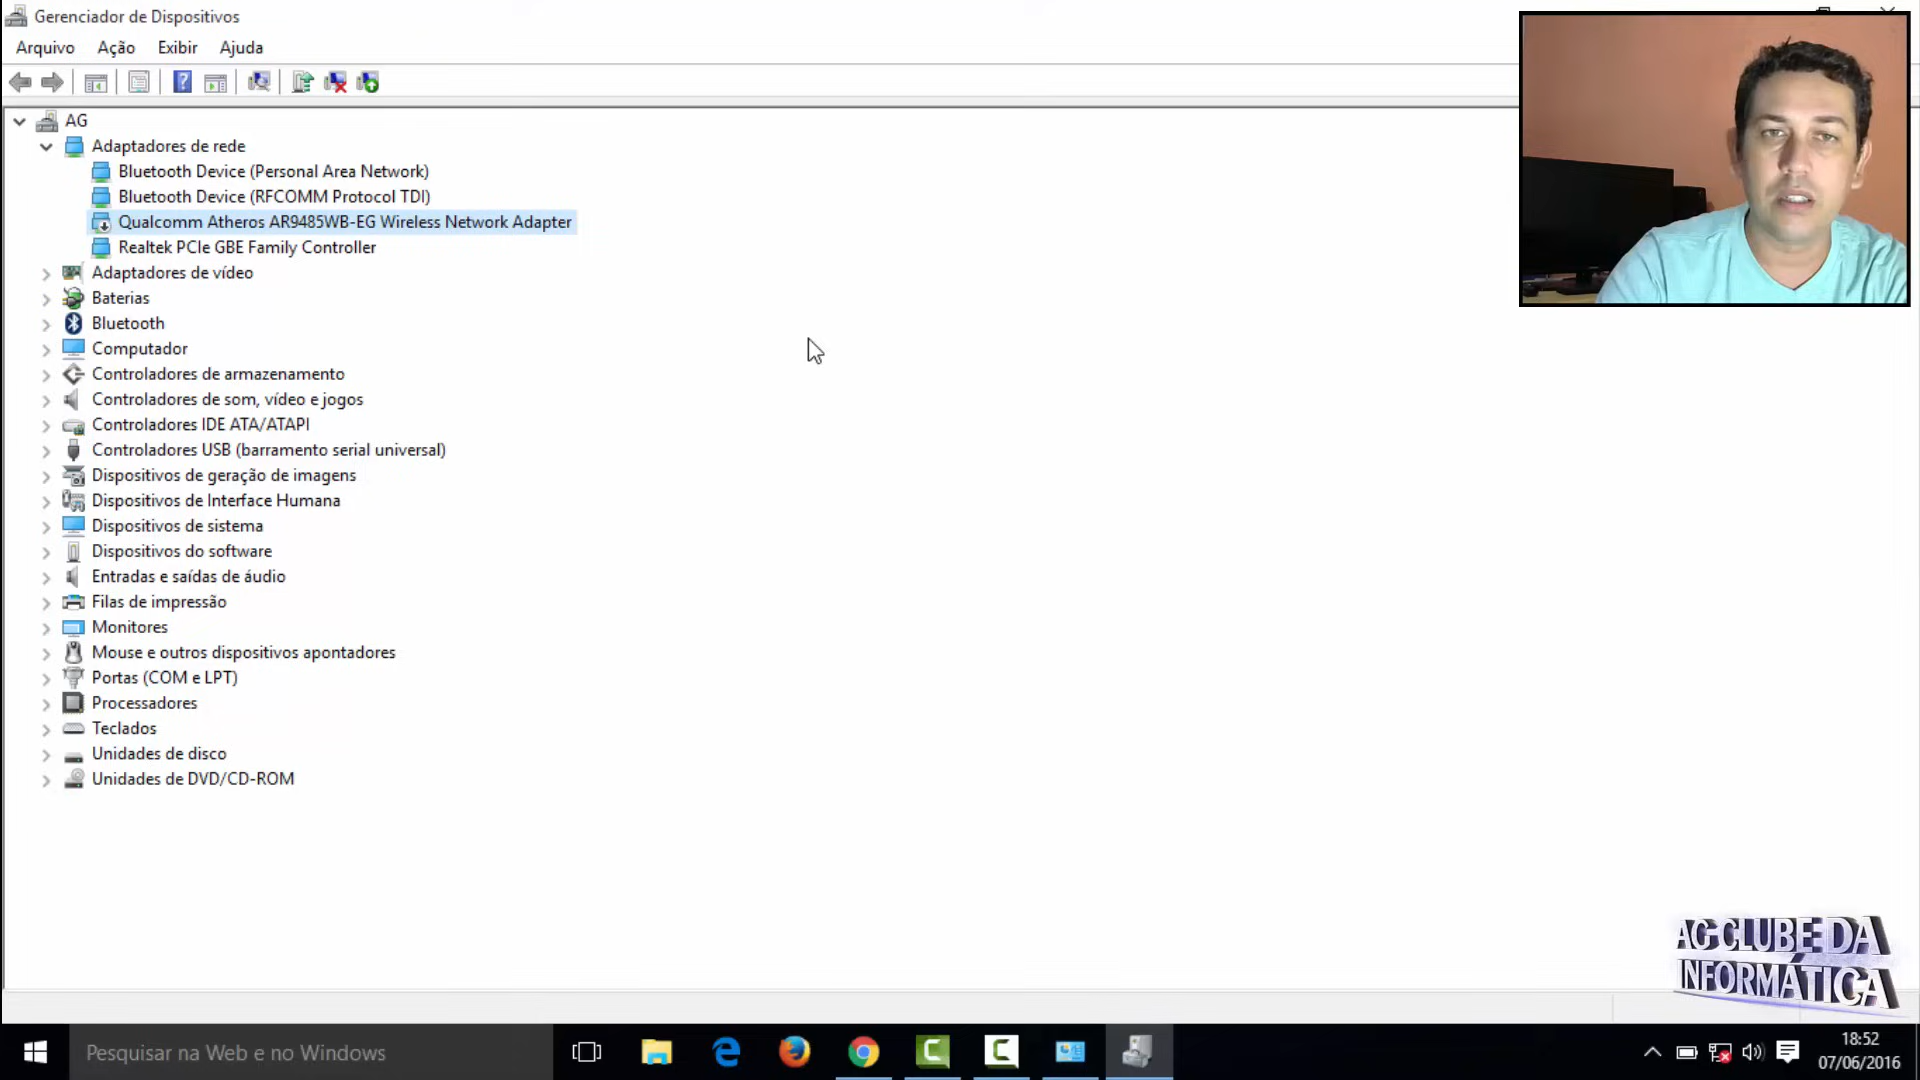 Gerenciador de Dispositivos
Arquivo Ação Exibir Ajuda
AG
Adaptadores de rede
Bluetooth Device (Personal Area Network)
Bluetooth Device (RFCOMM Protocol TDI)
Qualcomm Atheros AR9485WB-EG Wireless Network Adapter
Realtek PCIe GBE Family Controller
Adaptadores de vídeo
Baterias
Bluetooth
Computador
Controladores de armazenamento
Controladores de som, vídeo e jogos
Controladores IDE ATA/ATAPI
Controladores USB (barramento serial universal)
Dispositivos de geração de imagens
Dispositivos de Interface Humana
Dispositivos de sistema
Dispositivos do software
Entradas e saídas de áudio
Filas de impressão
Monitores
Mouse e outros dispositivos apontadores
Portas (COM e LPT)
Processadores
Teclados
Unidades de disco
Unidades de DVD/CD-ROM
AG CLUBE DA
INFORMÁTICA
Pesquisar na Web e no Windows
18:52
07/06/2016